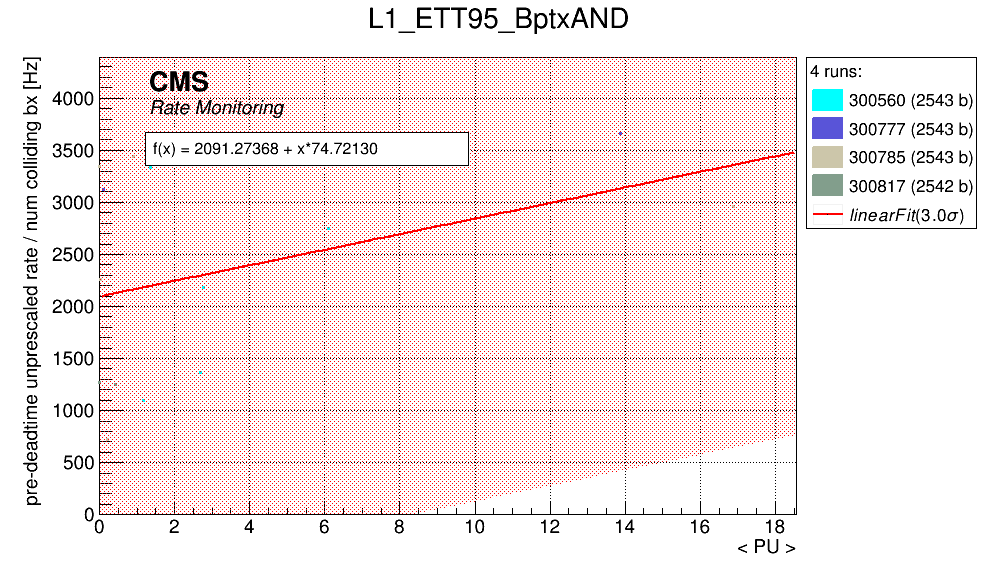 L1_ETT95_BptxAND
pre-deadtime unprescaled rate / num colliding bx [Hz]
CMS
Rate Monitoring
f(x) = 2091.27368 + x*74.72130
4000
3500
3000
2500
2000
1500
1000
500
0
0 2 4 6 8 10 12 14 16 18
< PU >
4 runs:
300560 (2543 b)
300777 (2543 b)
300785 (2543 b)
300817 (2542 b)
linearFit(3.0σ)